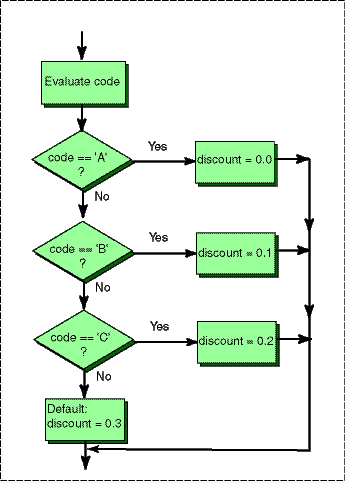 Evaluate code
code == 'A'
?
Yes
discount = 0.0
No
code == 'B'
?
Yes
discount = 0.1
No
code == 'C'
?
Yes
discount = 0.2
No
Default:
discount = 0.3